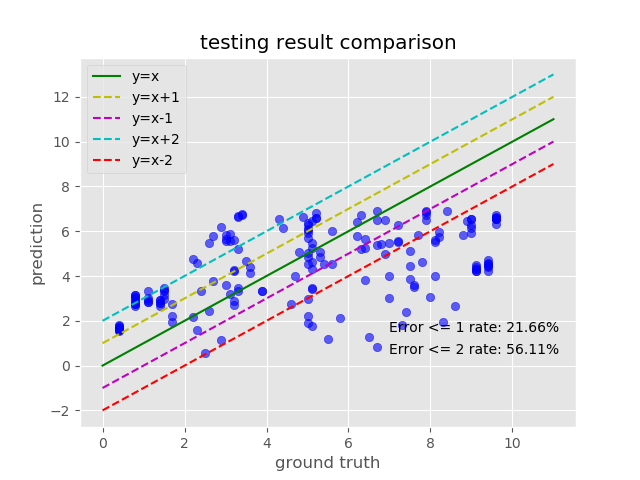 testing result comparison
y=x
y=x+1
y=x-1
y=x+2
y=x-2
12
10
8
6
4
2
0
−2
prediction
Error <= 1 rate: 21.66%
Error <= 2 rate: 56.11%
0 2 4 6 8 10
ground truth